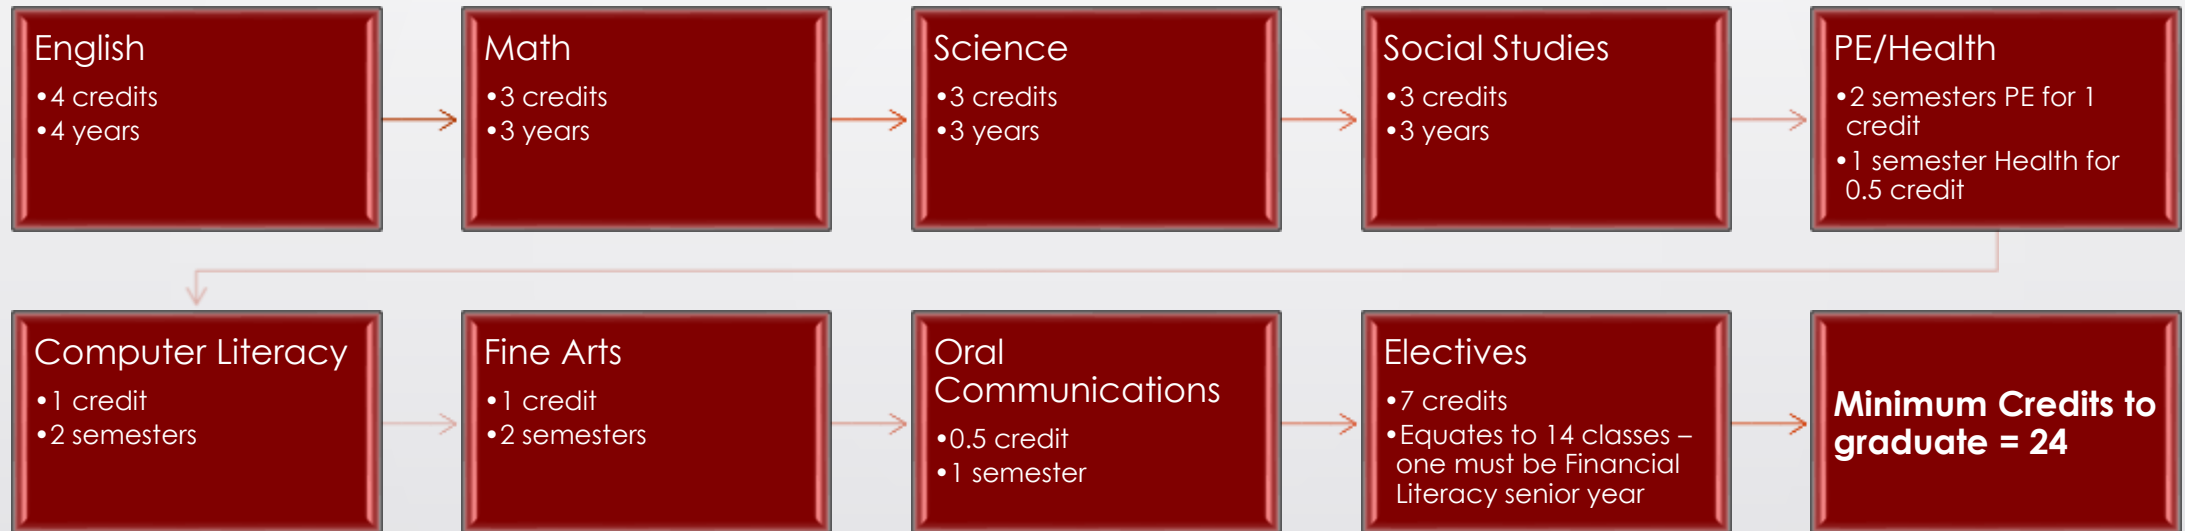 English
•4 credits
•4 years
Math
•3 credits
•3 years
Science
•3 credits
•3 years
Social Studies
•3 credits
•3 years
PE/Health
•2 semesters PE for 1
credit
•1 semester Health for
0.5 credit
Computer Literacy
•1 credit
•2 semesters
Fine Arts
•1 credit
•2 semesters
Oral
Communications
•0.5 credit
•1 semester
Electives
•7 credits
•Equates to 14 classes –
one must be Financial
Literacy senior year
Minimum Credits to
graduate = 24